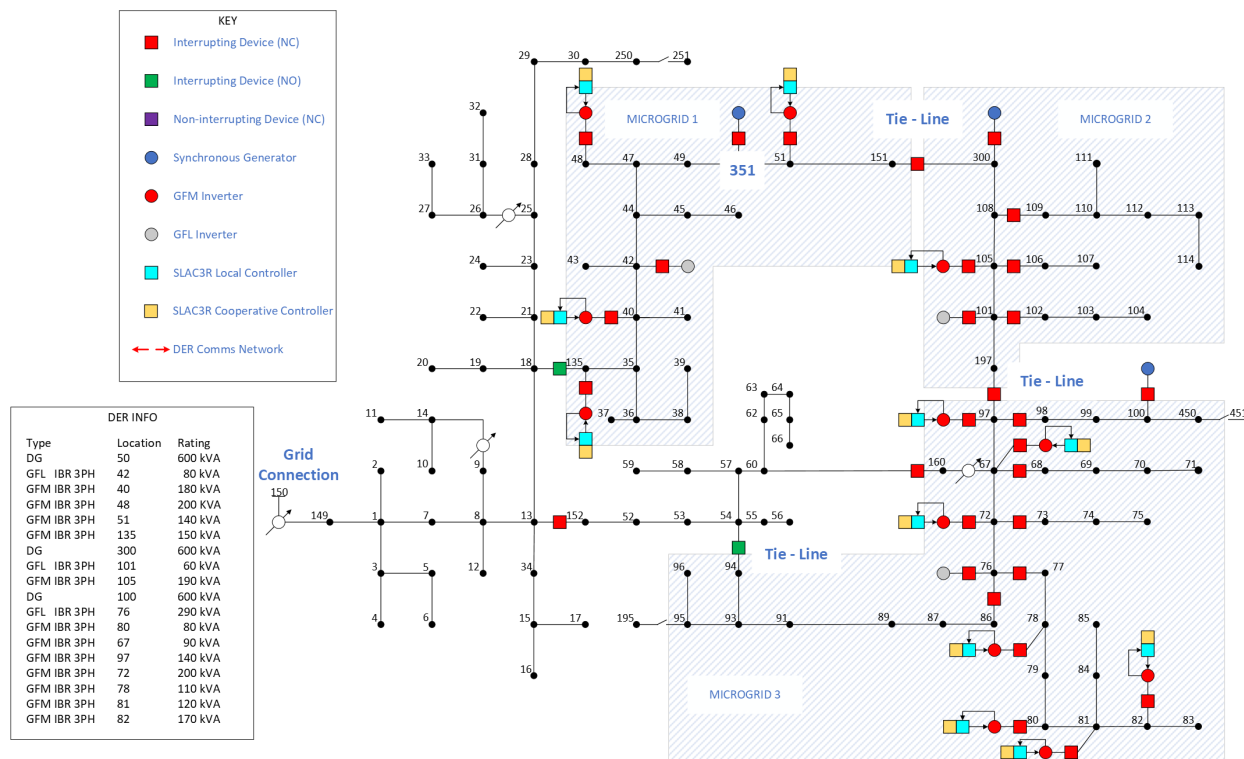 KEY
Interrupting Device (NC)
Interrupting Device (NO)
Non-interrupting Device (NC)
Synchronous Generator
GFM Inverter
GFL Inverter
SLAC3R Local Controller
SLAC3R Cooperative Controller
DER Comms Network
DER INFO
Type Location Rating
DG 50 600 kVA
GFL IBR 3PH 42 80 kVA
GFM IBR 3PH 40 180 kVA
GFM IBR 3PH 48 200 kVA
GFM IBR 3PH 51 140 kVA
GFM IBR 3PH 135 150 kVA
DG 300 600 kVA
GFL IBR 3PH 101 60 kVA
GFM IBR 3PH 105 190 kVA
DG 100 600 kVA
GFL IBR 3PH 76 290 kVA
GFM IBR 3PH 80 80 kVA
GFM IBR 3PH 67 90 kVA
GFM IBR 3PH 97 140 kVA
GFM IBR 3PH 72 200 kVA
GFM IBR 3PH 78 110 kVA
GFM IBR 3PH 81 120 kVA
GFM IBR 3PH 82 170 kVA
29 30 250 251
32
MICROGRID 1
Tie - Line
MICROGRID 2
33 31 28 48 47 49 351 51 151 300 111
27 26 25 44 45 46 108 109 110 112 113
24 23 43 42 105 106 107 114
22 21 40 41 101 102 103 104
20 19 18 135 35 39 197
Tie - Line
11 14 37 36 38 63 64 62 65 97 98 99 100 450 451
Grid
Connection
2 10 9 66 59 58 57 60 160 67 68 69 70 71
150
149 1 7 8 13 152 52 53 54 55 56 72 73 74 75
Tie - Line
3 5 12 34 96 94 76 77
4 6 15 17 195 95 93 91 89 87 86 78 85
16 79 84
MICROGRID 3
80 81 82 83